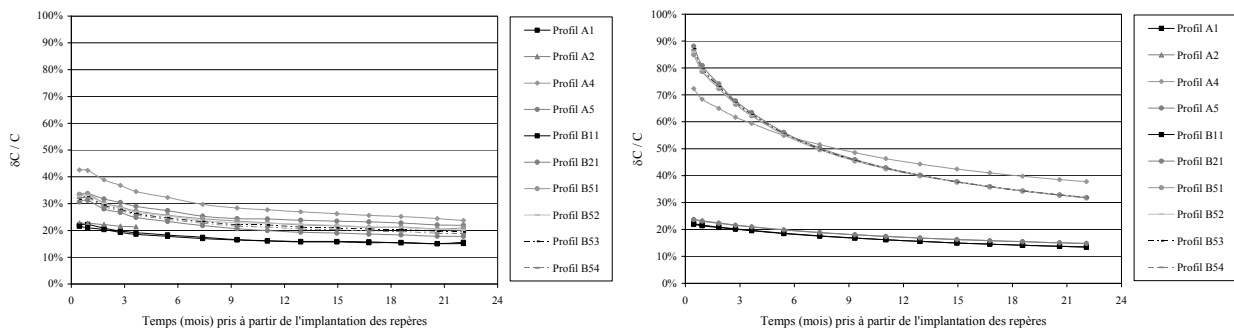 100%
90%
80%
70%
60%
50%
40%
30%
20%
10%
0%
δC / C
0 3 6 9 12 15 18 21 24
Temps (mois) pris à partir de l'implantation des repères
Profil A1
Profil A2
Profil A4
Profil A5
Profil B11
Profil B21
Profil B51
Profil B52
Profil B53
Profil B54
100%
90%
80%
70%
60%
50%
40%
30%
20%
10%
0%
δC / C
0 3 6 9 12 15 18 21 24
Temps (mois) pris à partir de l'implantation des repères
Profil A1
Profil A2
Profil A4
Profil A5
Profil B11
Profil B21
Profil B51
Profil B52
Profil B53
Profil B54